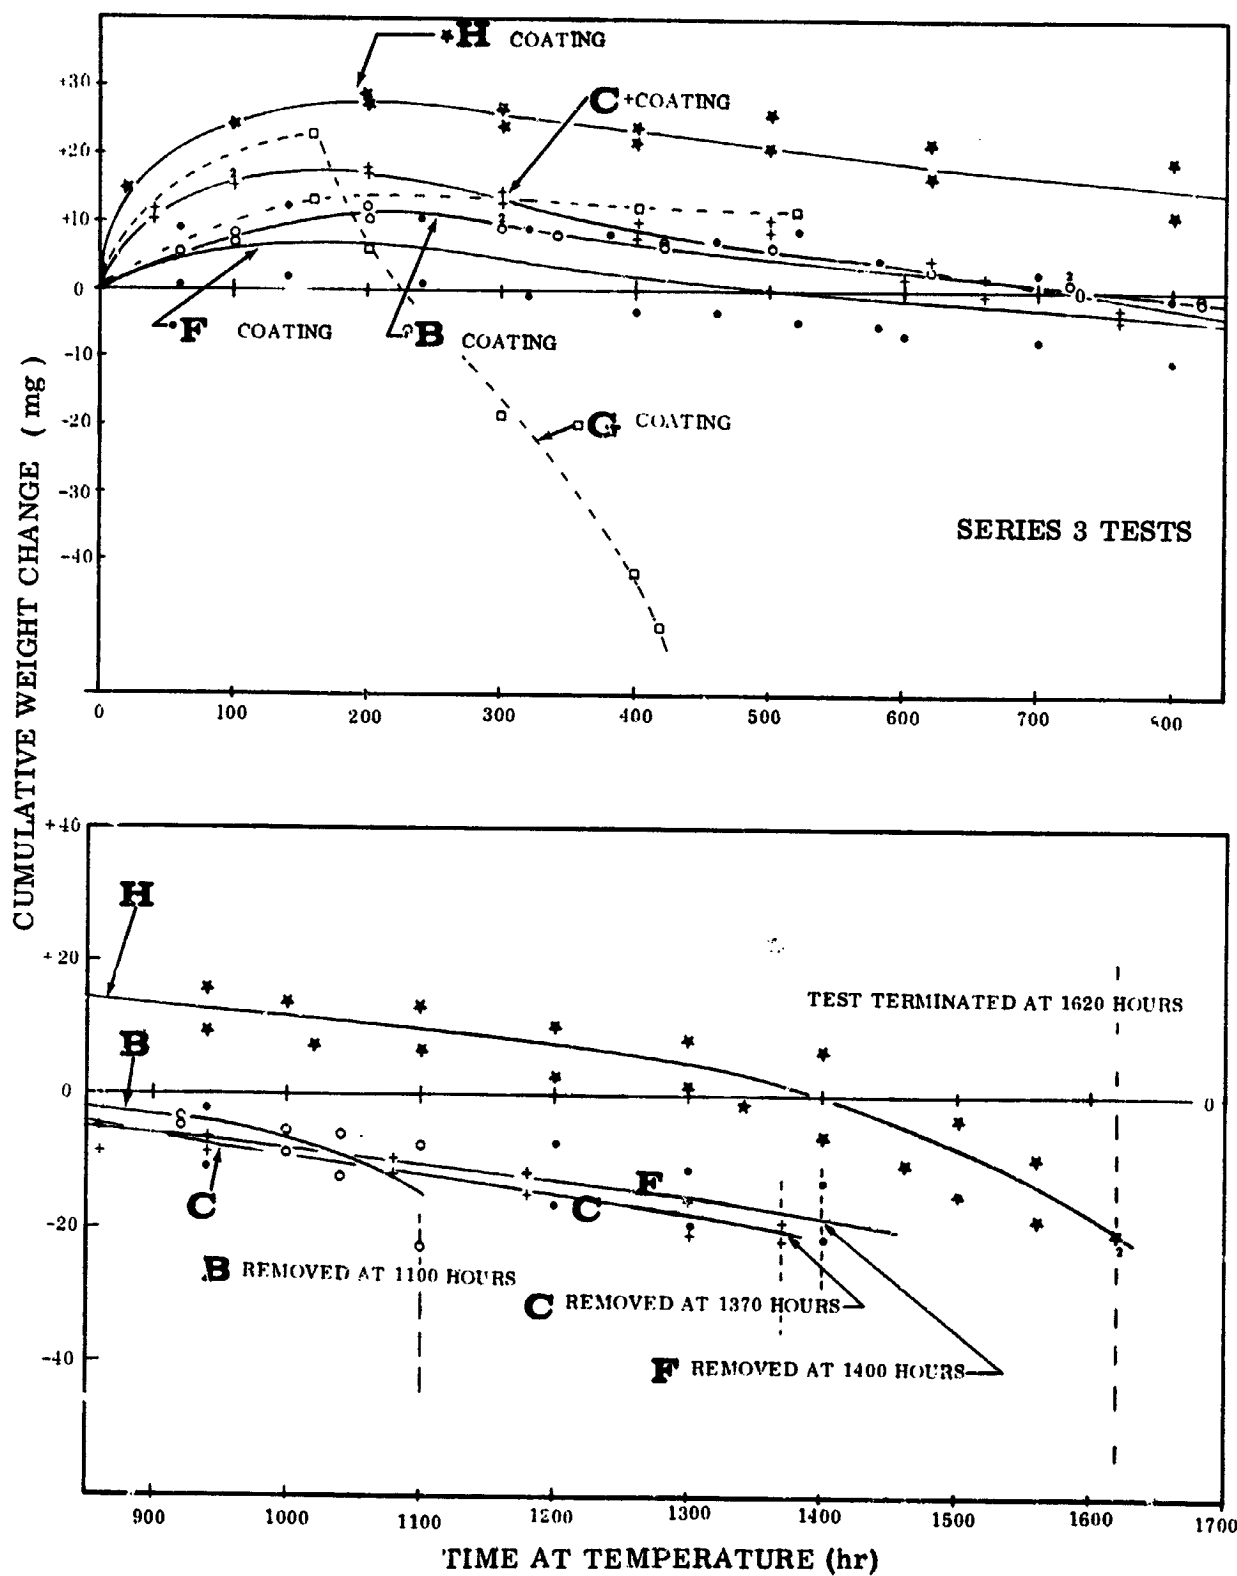 H COATING
+30
C +COATING
+20
+10
0
0
F COATING
B COATING
-10
CUMULATIVE WEIGHT CHANGE (mg)
-20
G COATING
-30
SERIES 3 TESTS
-40
0 100 200 300 400 500 600 700
+40
H
+20
TEST TERMINATED AT 1620 HOURS
B
0
0
F
C
C
-20
B REMOVED AT 1100 HOURS
C REMOVED AT 1370 HOURS
-40
F REMOVED AT 1400 HOURS
900 1000 1100 1200 1300 1400 1500 1600 1700
TIME AT TEMPERATURE (hr)